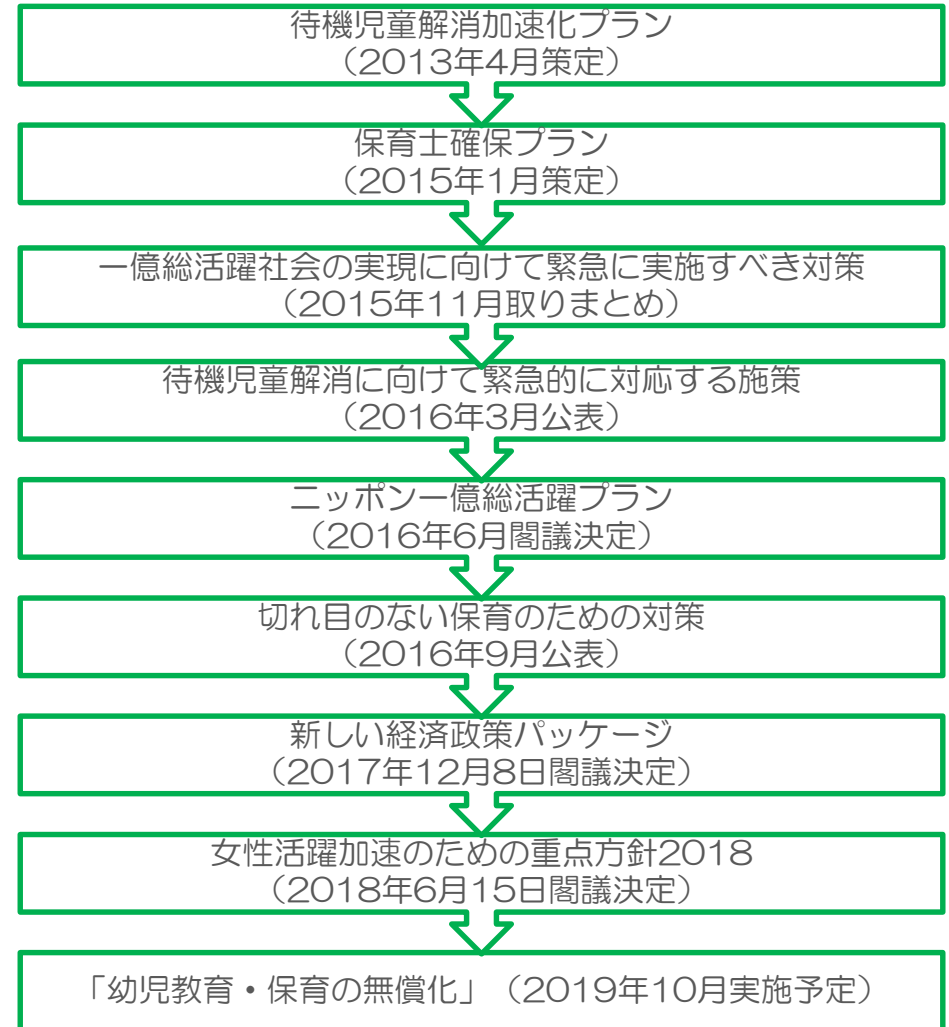 待機児童解消加速化プラン
（2013年4月策定）
保育士確保プラン
（2015年1月策定）
一億総活躍社会の実現に向けて緊急に実施すべき対策
（2015年11月取りまとめ）
待機児童解消に向けて緊急的に対応する施策
（2016年3月公表）
ニッポン一億総活躍プラン
（2016年6月閣議決定）
切れ目のない保育のための対策
（2016年9月公表）
新しい経済政策パッケージ
（2017年12月8日閣議決定）
女性活躍加速のための重点方針2018
（2018年6月15日閣議決定）
「幼児教育・保育の無償化」（2019年10月実施予定）